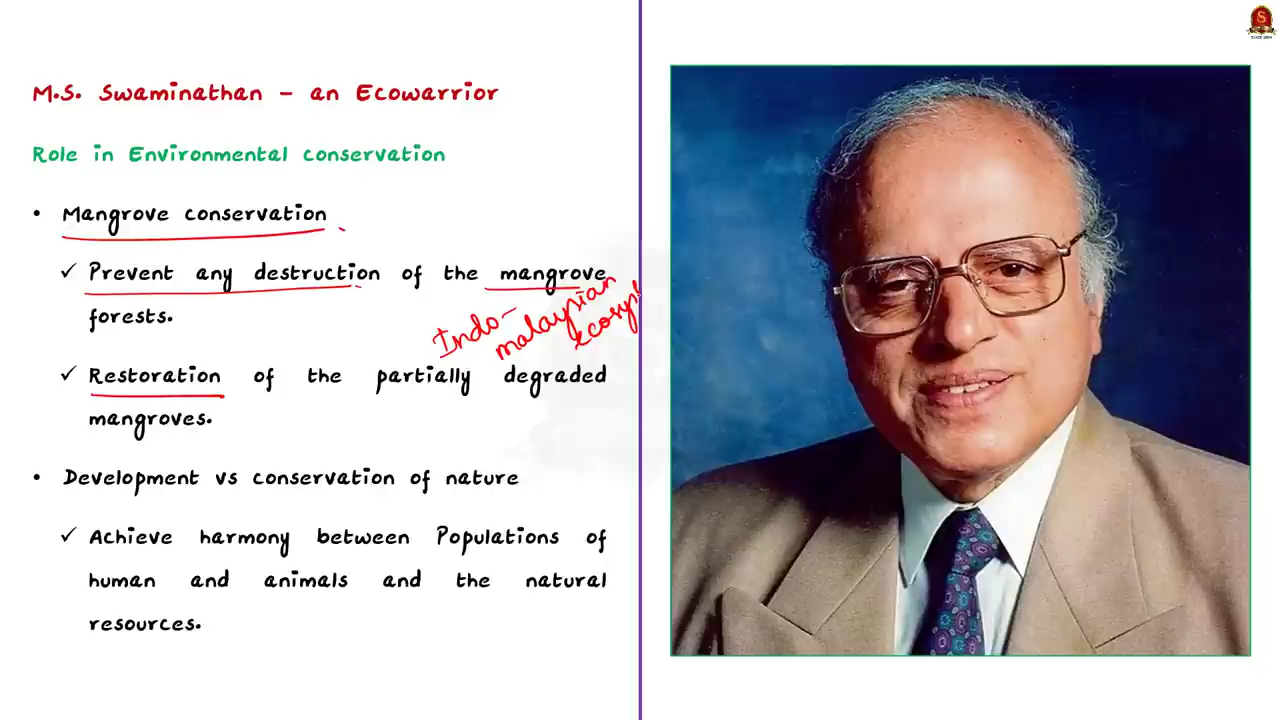 M.S. Swaminathan – an Ecowarrior
Role in Environmental conservation
• Mangrove conservation
✓ Prevent any destruction of the mangrove
forests.
Indo-
malaysian
✓ Restoration of the partially degraded
mangroves.
• Development vs conservation of nature
✓ Achieve harmony between Populations of
human and animals and the natural
resources.
S